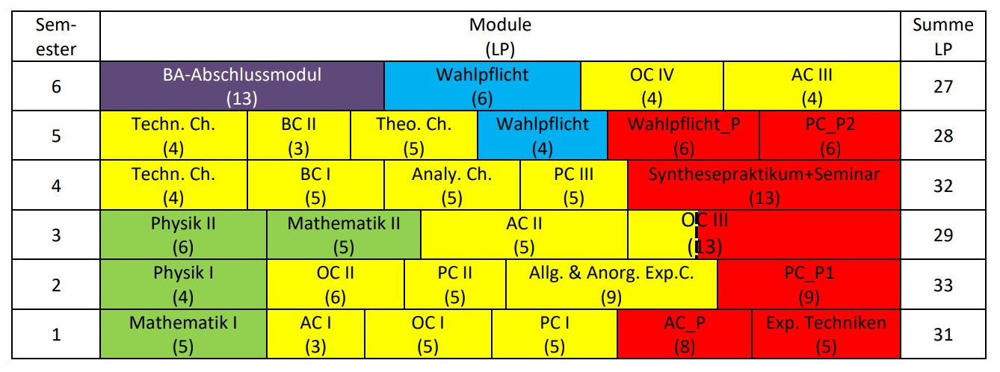 Sem-
ester
Module
(LP)
Summe
LP
6
BA-Abschlussmodul
(13)
Wahlpflicht
(6)
OC IV
(4)
AC III
(4)
27
5
Techn. Ch.
(4)
BC II
(3)
Theo. Ch.
(5)
Wahlpflicht
(4)
Wahlpflicht_P
(6)
PC_P2
(6)
28
4
Techn. Ch.
(4)
BC I
(5)
Analy. Ch.
(5)
PC III
(5)
Synthesepraktikum+Seminar
(13)
32
3
Physik II
(6)
Mathematik II
(5)
AC II
(5)
OC III
(13)
29
2
Physik I
(4)
OC II
(6)
PC II
(5)
Allg. & Anorg. Exp.C.
(9)
PC_P1
(9)
33
1
Mathematik I
(5)
AC I
(3)
OC I
(5)
PC I
(5)
AC_P
(8)
Exp. Techniken
(5)
31